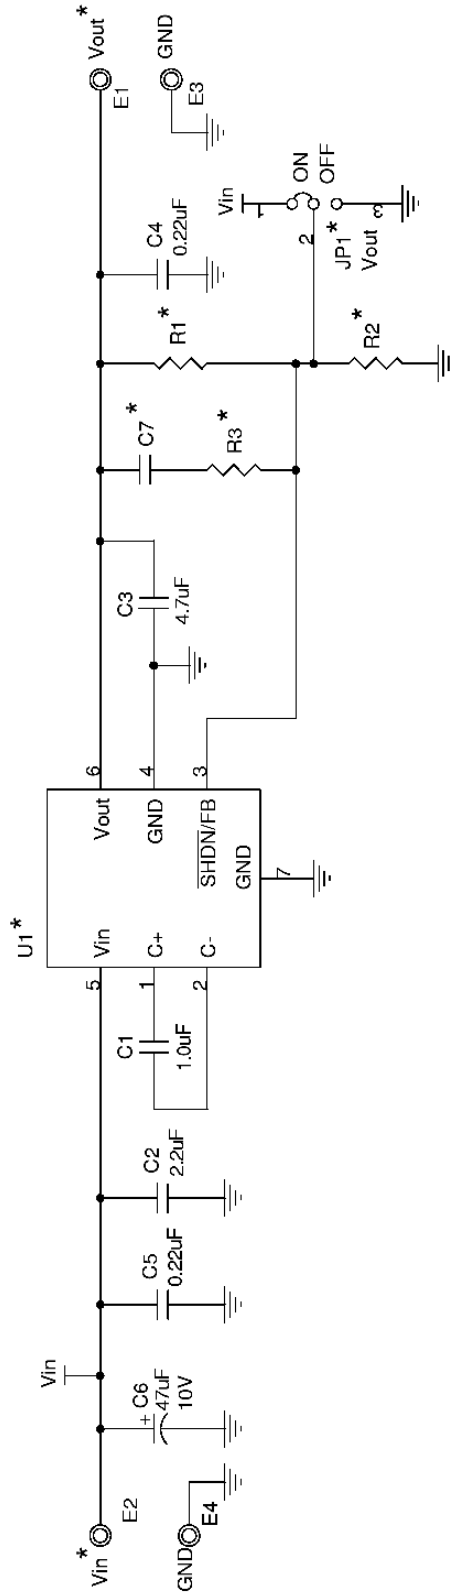 Vin *
E2
GND
E4
Vin
+
C6
47uF
10V
C5
0.22uF
C2
2.2uF
C1
1.0uF
U1*
5
Vin
1
C+
2
C-
Vout
6
GND
4
SHDN/FB
3
GND
7
C3
4.7uF
C7 *
R3 *
R1 *
C4
0.22uF
R2 *
Vin
1
ON
2
OFF
JP1 *
Vout
3
Vout *
E1
GND
E3